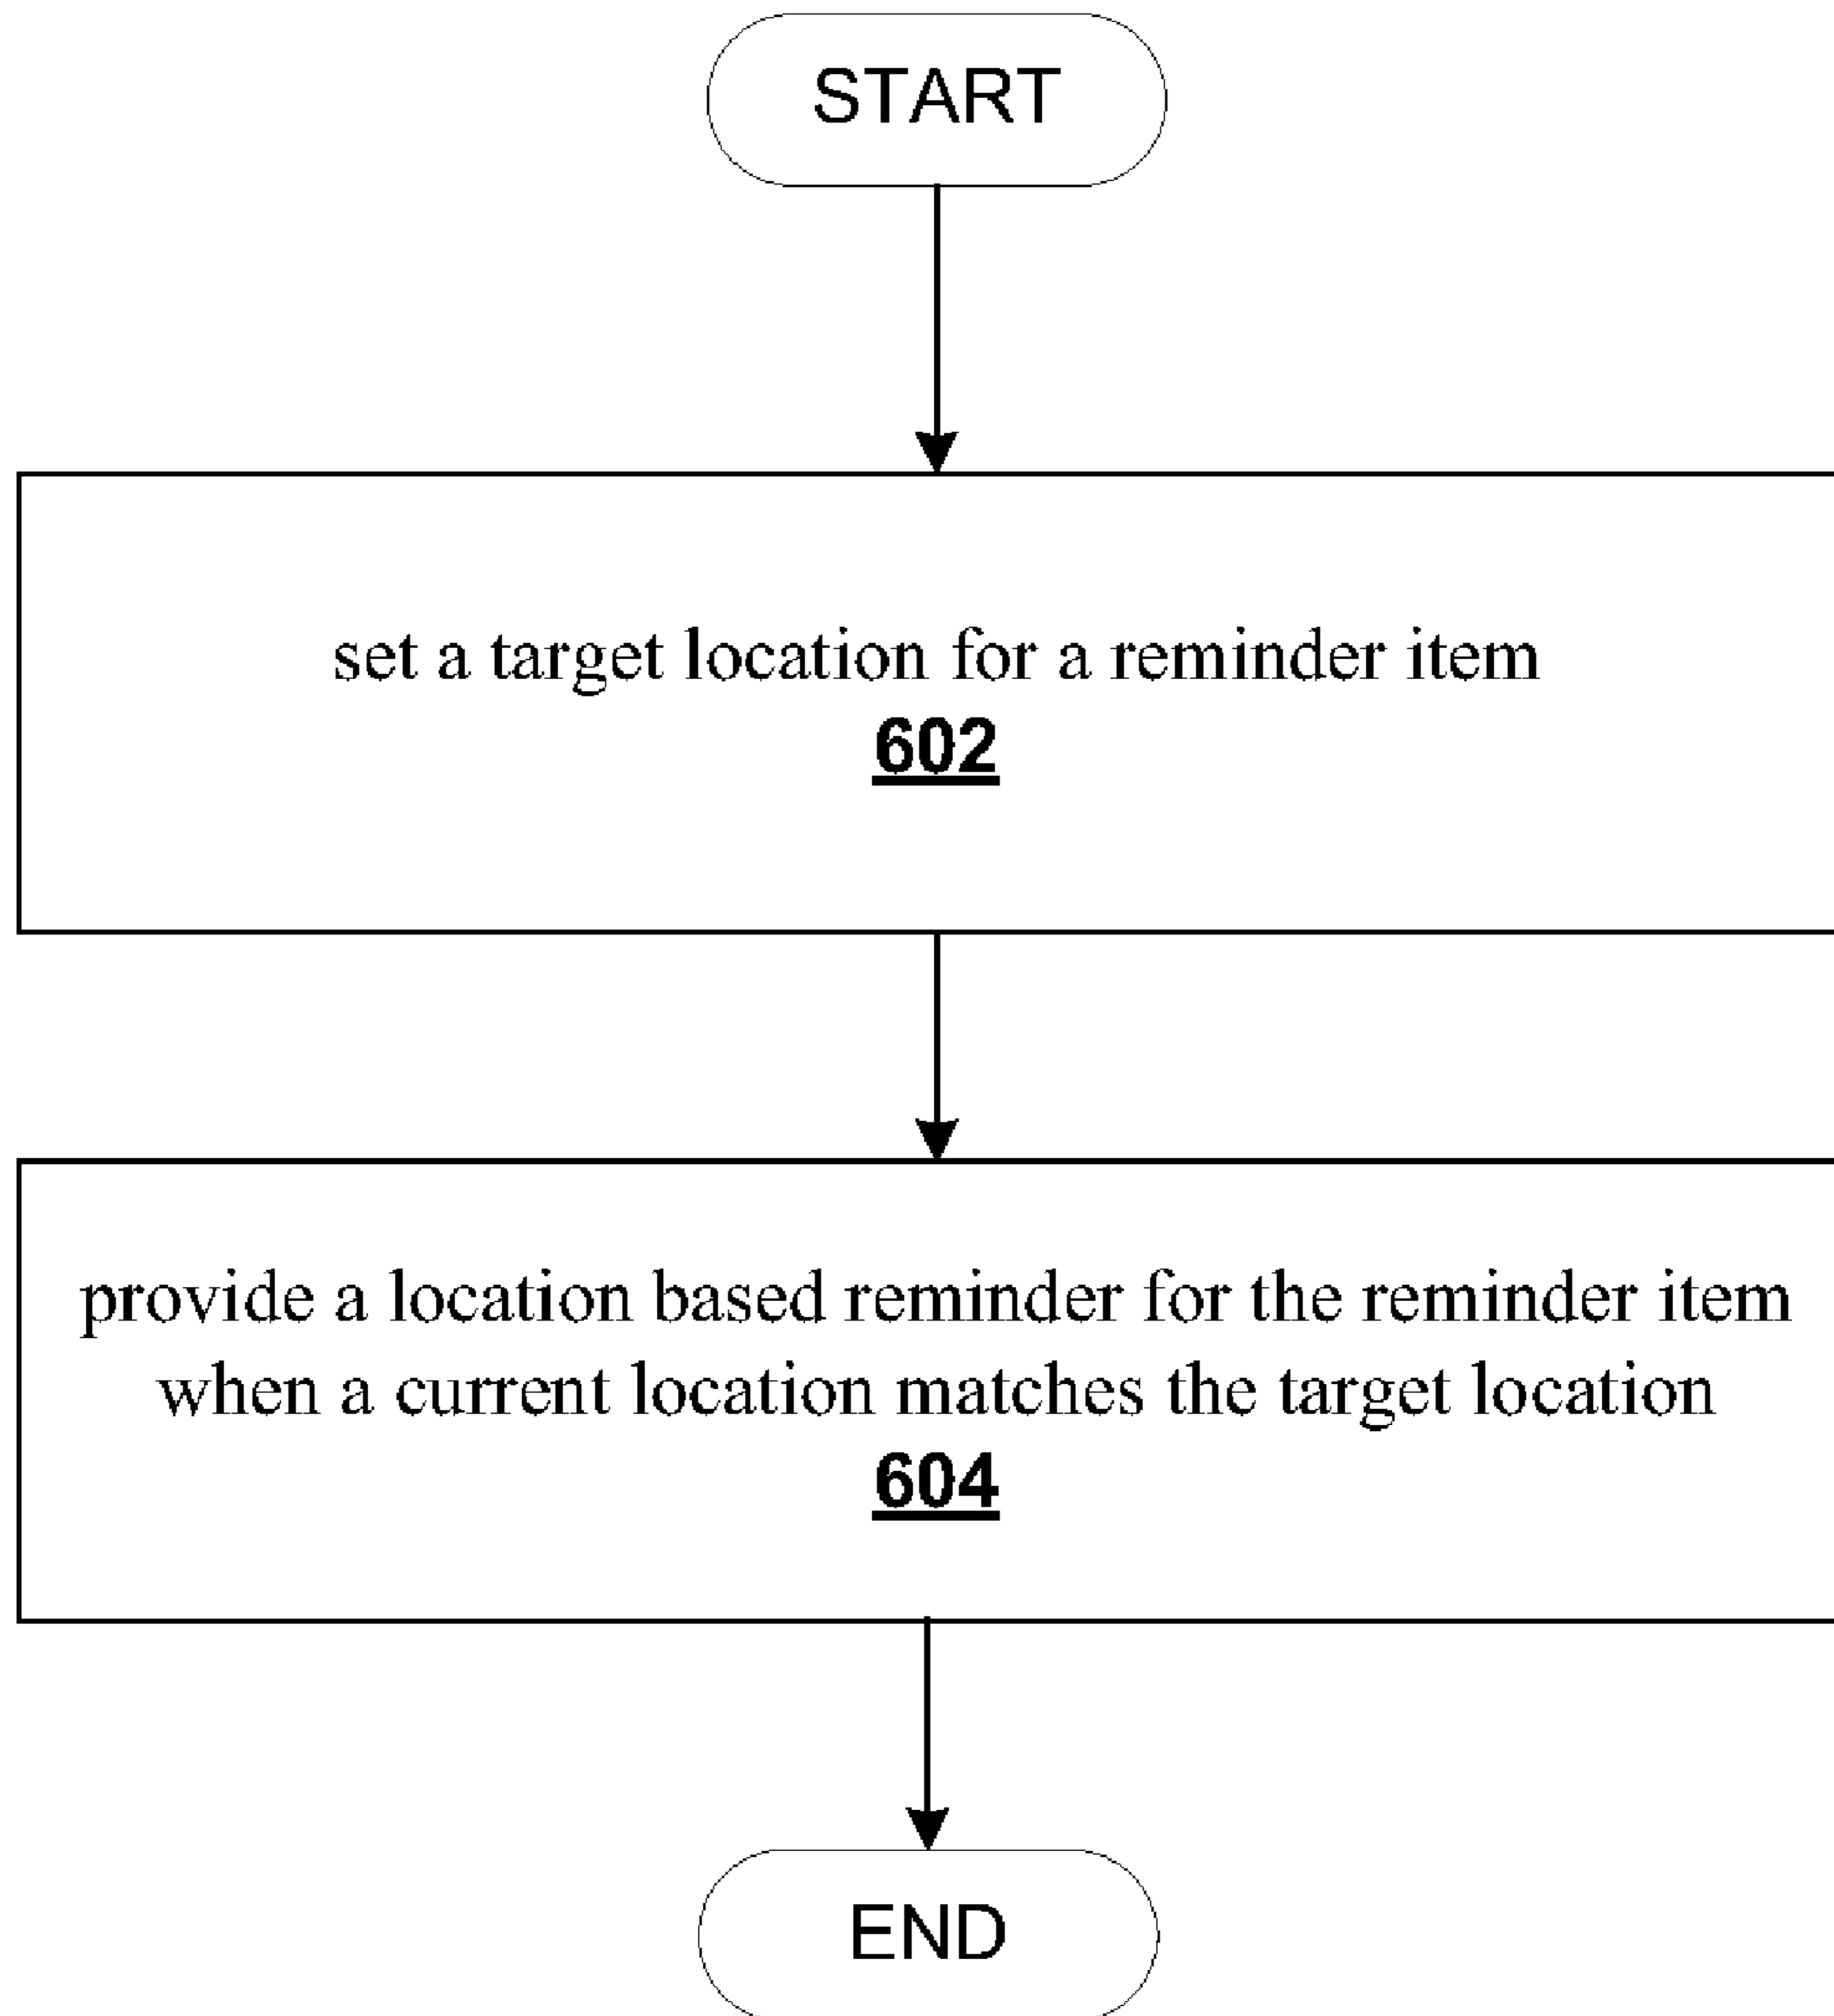 START
set a target location for a reminder item
602
provide a location based reminder for the reminder item
when a current location matches the target location
604
END